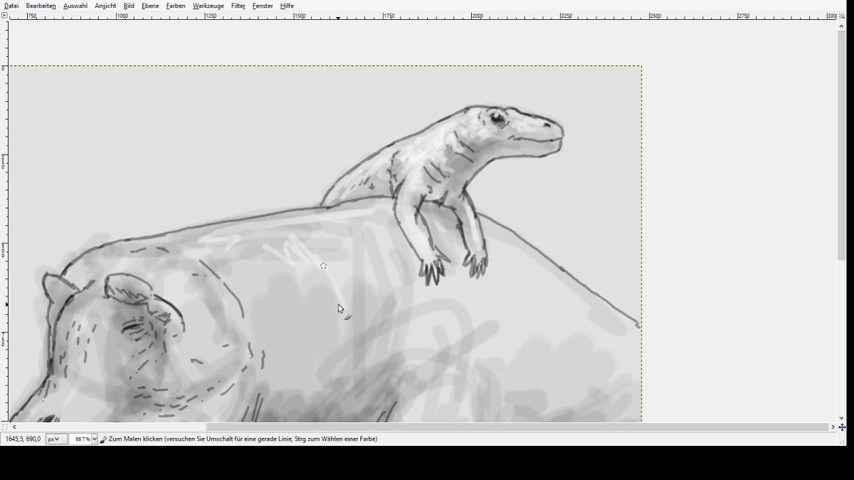 Datei Bearbeiten Auswahl Ansicht Bild Ebene Farben Werkzeuge Filter Fenster Hilfe
750 1000 1250 1500 1750 2000 2250 2500 2750 3000
1645,5, 690,0 px 66,7% Zum Malen klicken (versuchen Sie Umschalt für eine gerade Linie, Strg zum Wählen einer Farbe)